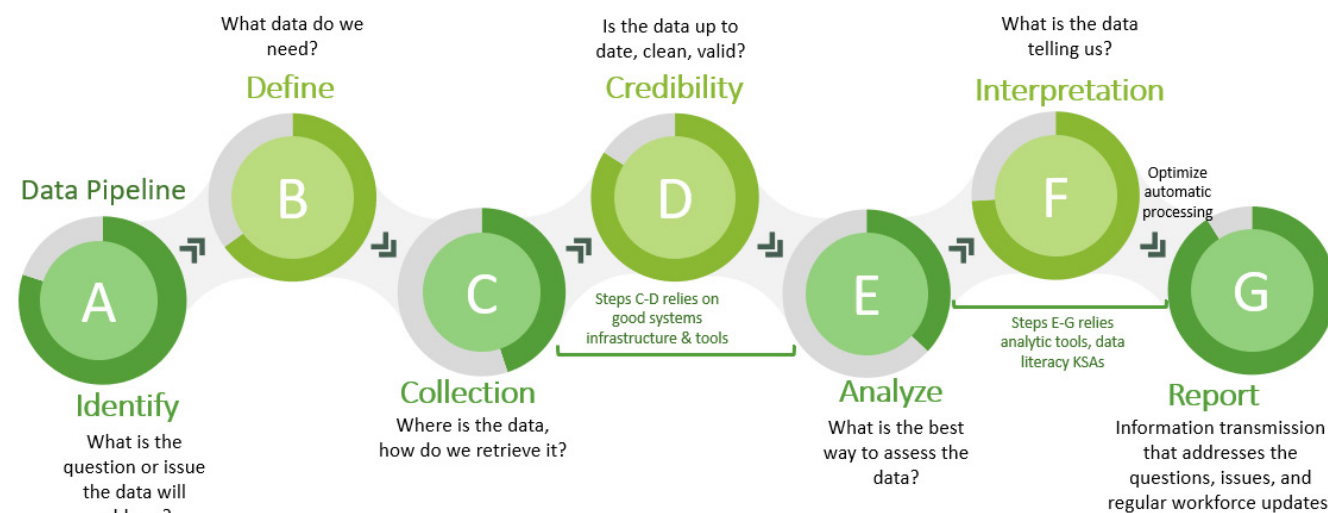 Data Pipeline
A
Identify
What is the
question or issue
the data will
What data do we
need?
Define
B
C
Collection
Where is the data,
how do we retrieve it?
Is the data up to
date, clean, valid?
Credibility
D
Steps C-D relies on
good systems
infrastructure & tools
E
Analyze
What is the best
way to assess the
data?
What is the data
telling us?
Interpretation
F
Steps E-G relies
analytic tools, data
literacy KSAs
Optimize
automatic
processing
G
Report
Information transmission
that addresses the
questions, issues, and
regular workforce updates